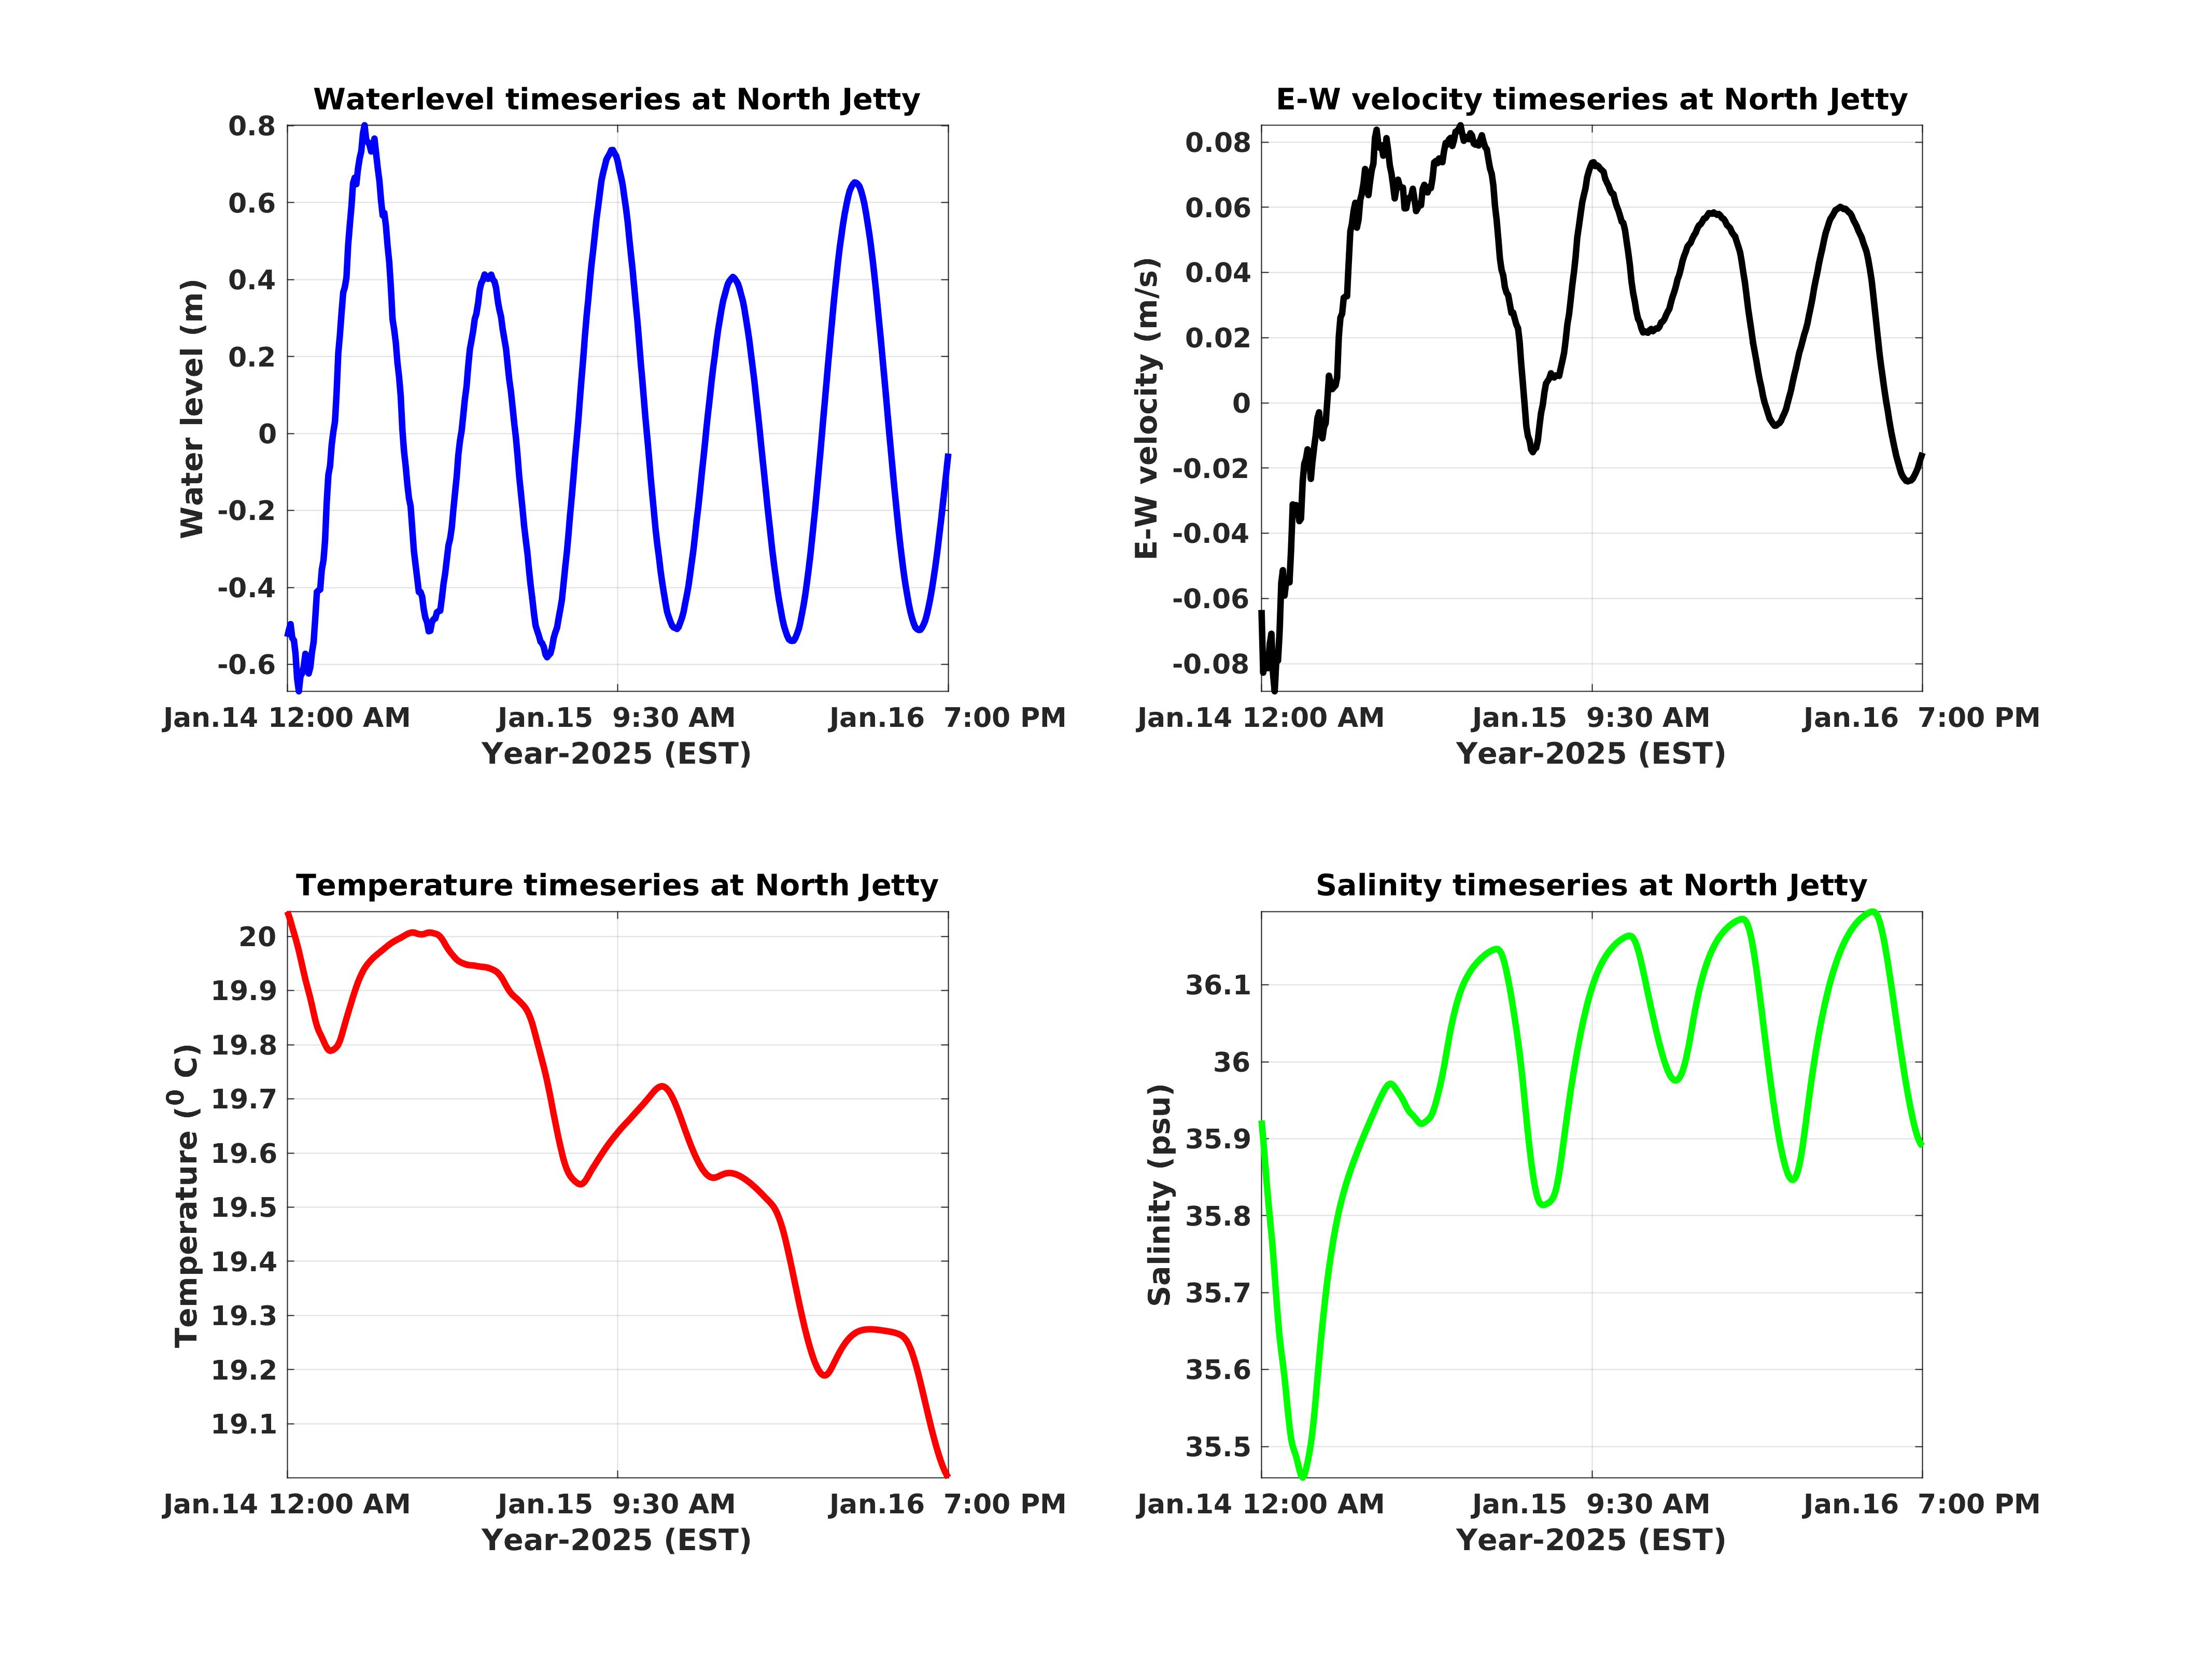 Waterlevel timeseries at North Jetty
0.8
0.6
0.4
0.2
0
-0.2
-0.4
-0.6
Water level (m)
Jan.14 12:00 AM
Jan.15 9:30 AM
Jan.16 7:00 PM
Year-2025 (EST)
E-W velocity timeseries at North Jetty
0.08
0.06
0.04
0.02
0
-0.02
-0.04
-0.06
-0.08
E-W velocity (m/s)
Jan.14 12:00 AM
Jan.15 9:30 AM
Jan.16 7:00 PM
Year-2025 (EST)
Temperature timeseries at North Jetty
20
19.9
19.8
19.7
19.6
19.5
19.4
19.3
19.2
19.1
Temperature (⁰ C)
Jan.14 12:00 AM
Jan.15 9:30 AM
Jan.16 7:00 PM
Year-2025 (EST)
Salinity timeseries at North Jetty
36.1
36
35.9
35.8
35.7
35.6
35.5
Salinity (psu)
Jan.14 12:00 AM
Jan.15 9:30 AM
Jan.16 7:00 PM
Year-2025 (EST)